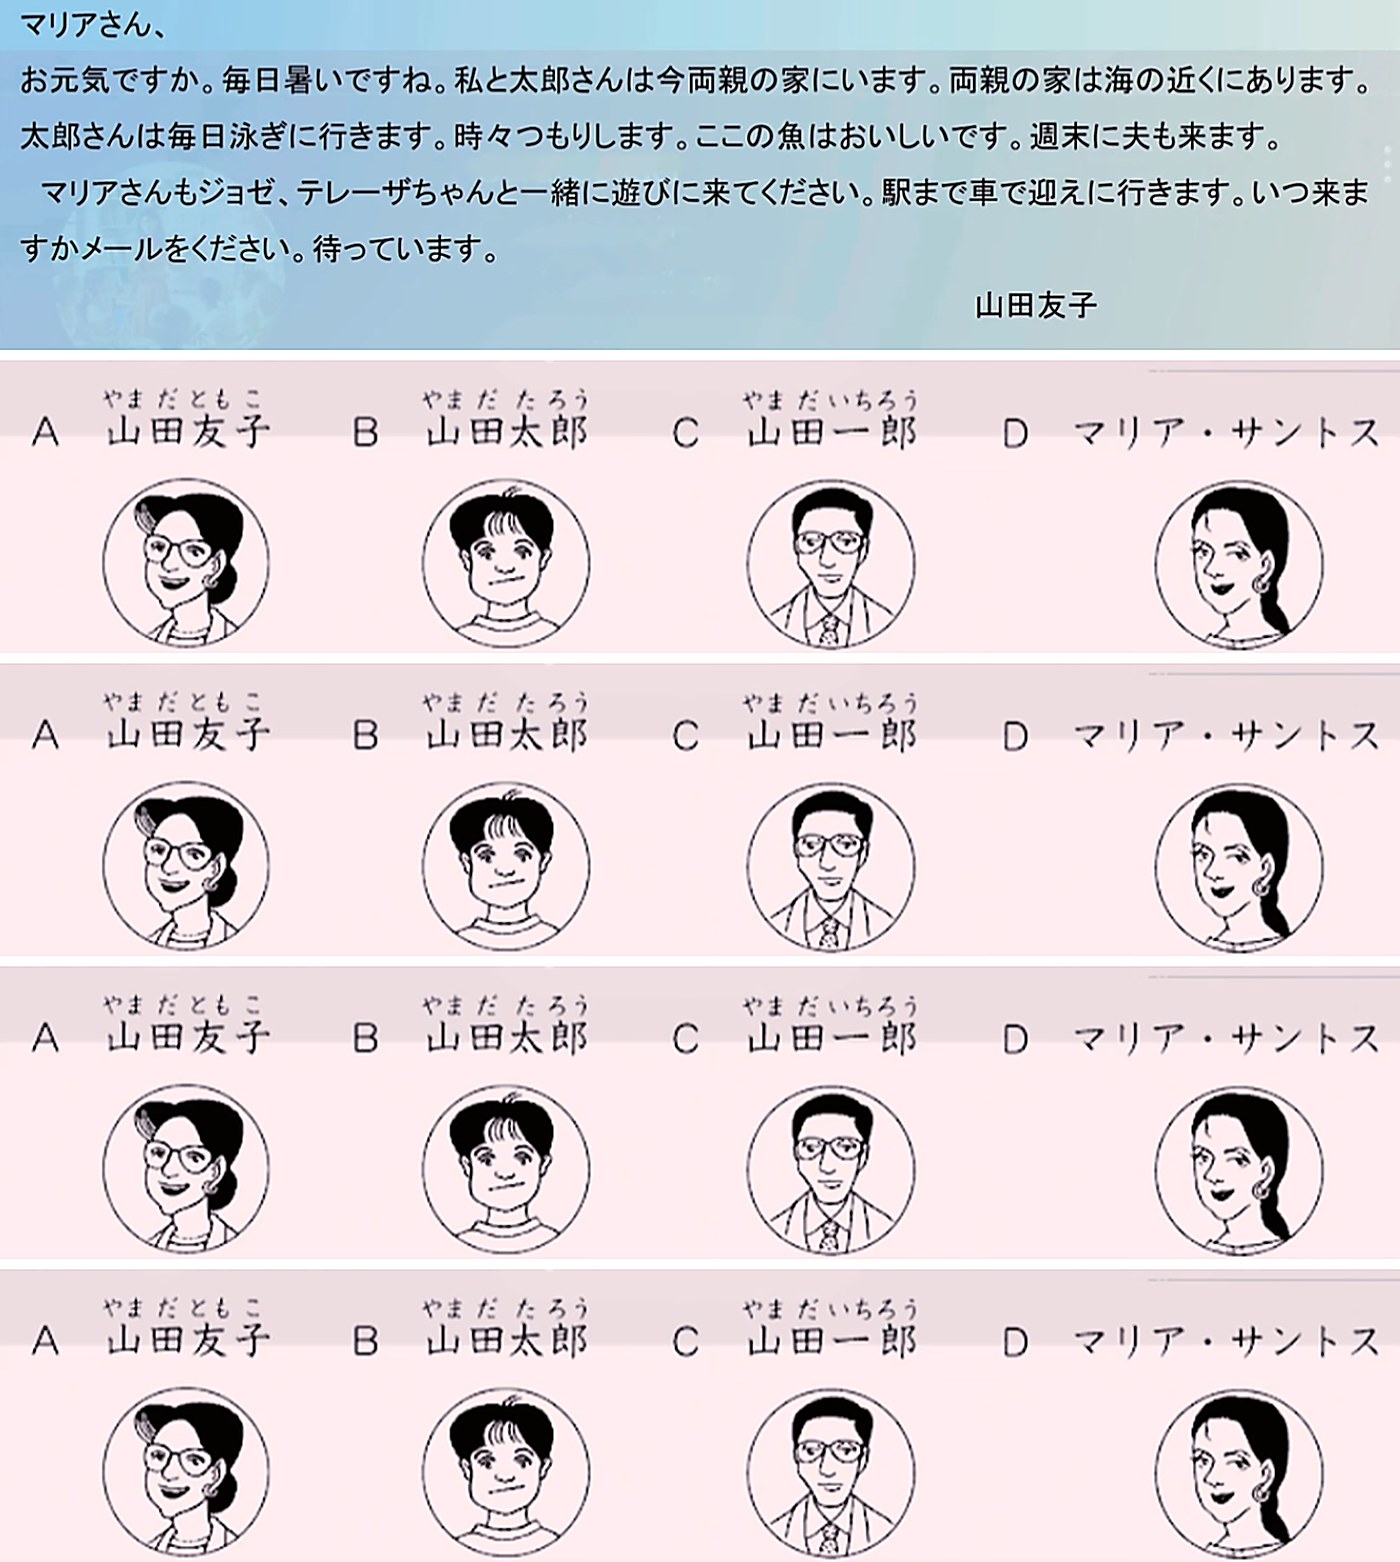 マリアさん、
お元気ですか。毎日暑いですね。私と太郎さんは今両親の家にいます。両親の家は海の近くにあります。
太郎さんは毎日泳ぎに行きます。時々つもりします。ここの魚はおいしいです。週末に夫も来ます。
マリアさんもジョゼ、テレーザちゃんと一緒に遊びに来てください。駅まで車で迎えに行きます。いつ来ま
すかメールをください。待っています。
山田友子
やまだともこ やまだたろう やまだいちろう
A 山田友子 B 山田太郎 C 山田一郎 D マリア・サントス
やまだともこ やまだたろう やまだいちろう
A 山田友子 B 山田太郎 C 山田一郎 D マリア・サントス
やまだともこ やまだたろう やまだいちろう
A 山田友子 B 山田太郎 C 山田一郎 D マリア・サントス
やまだともこ やまだたろう やまだいちろう
A 山田友子 B 山田太郎 C 山田一郎 D マリア・サントス